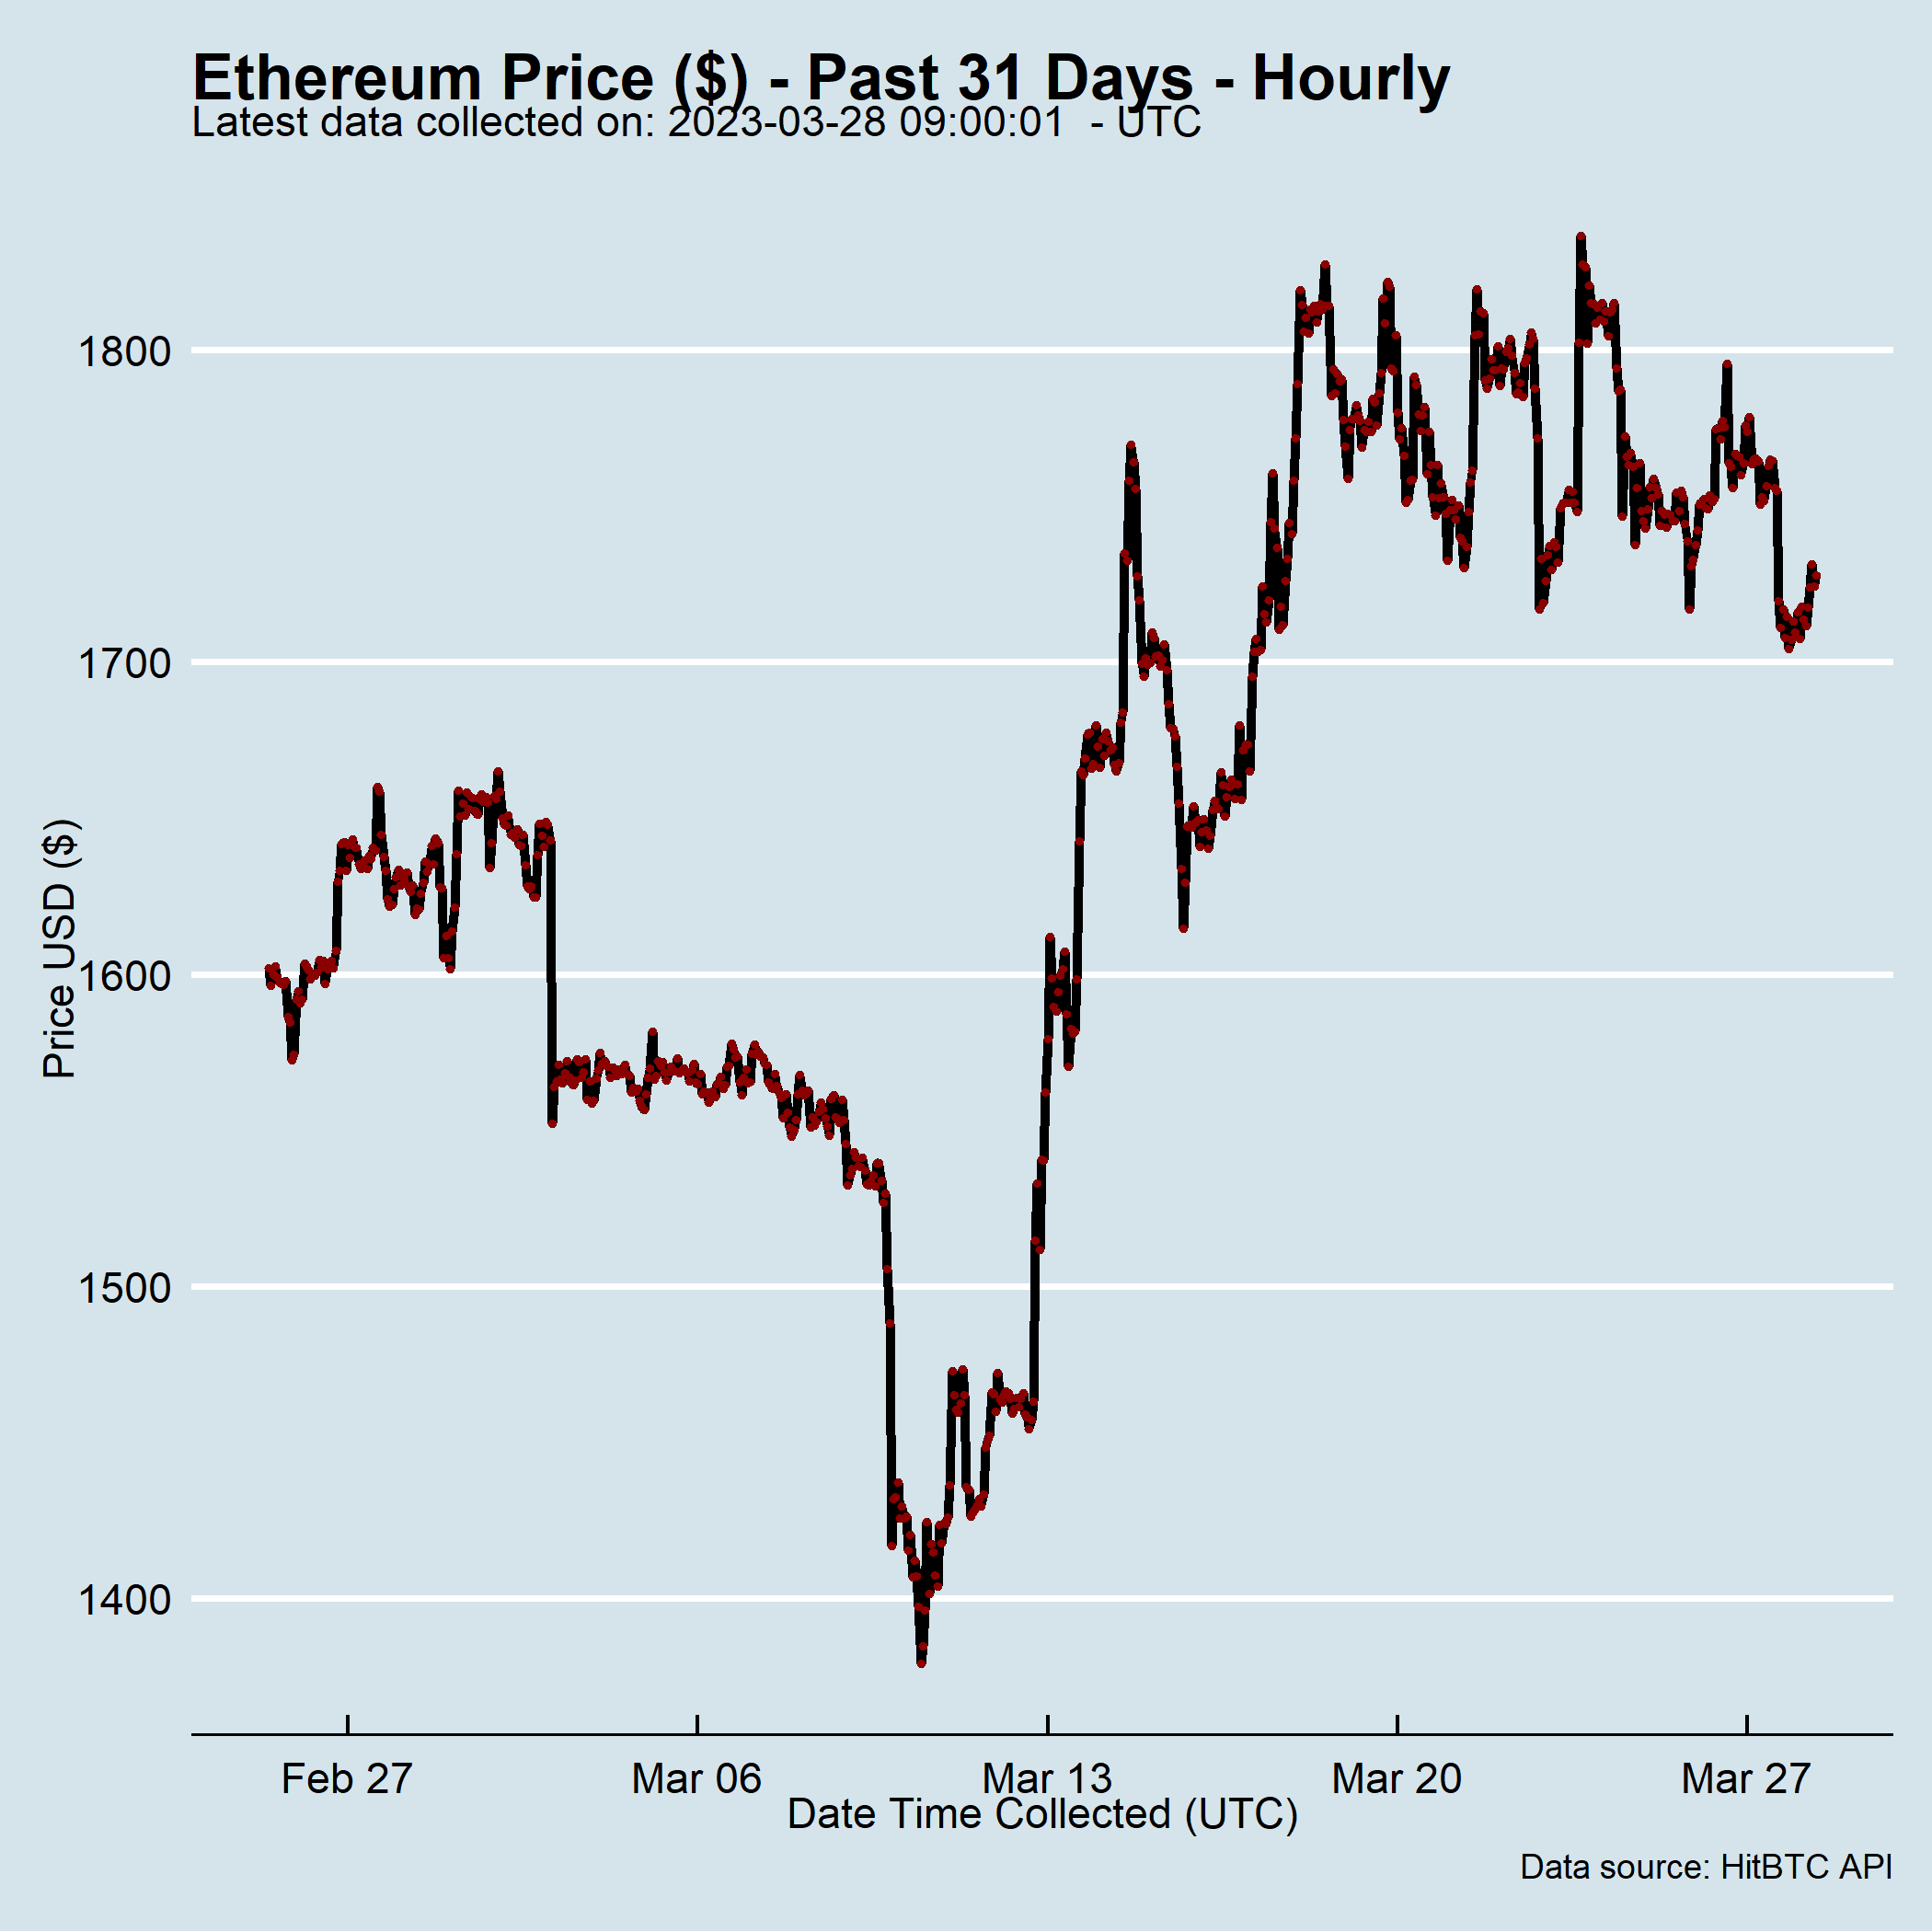 Ethereum Price ($) - Past 31 Days - Hourly
Latest data collected on: 2023-03-28 09:00:01  - UTC
1800
1700
1600
1500
1400
Price USD ($)
Feb 27 Mar 06 Mar 13 Mar 20 Mar 27
Date Time Collected (UTC)
Data source: HitBTC API